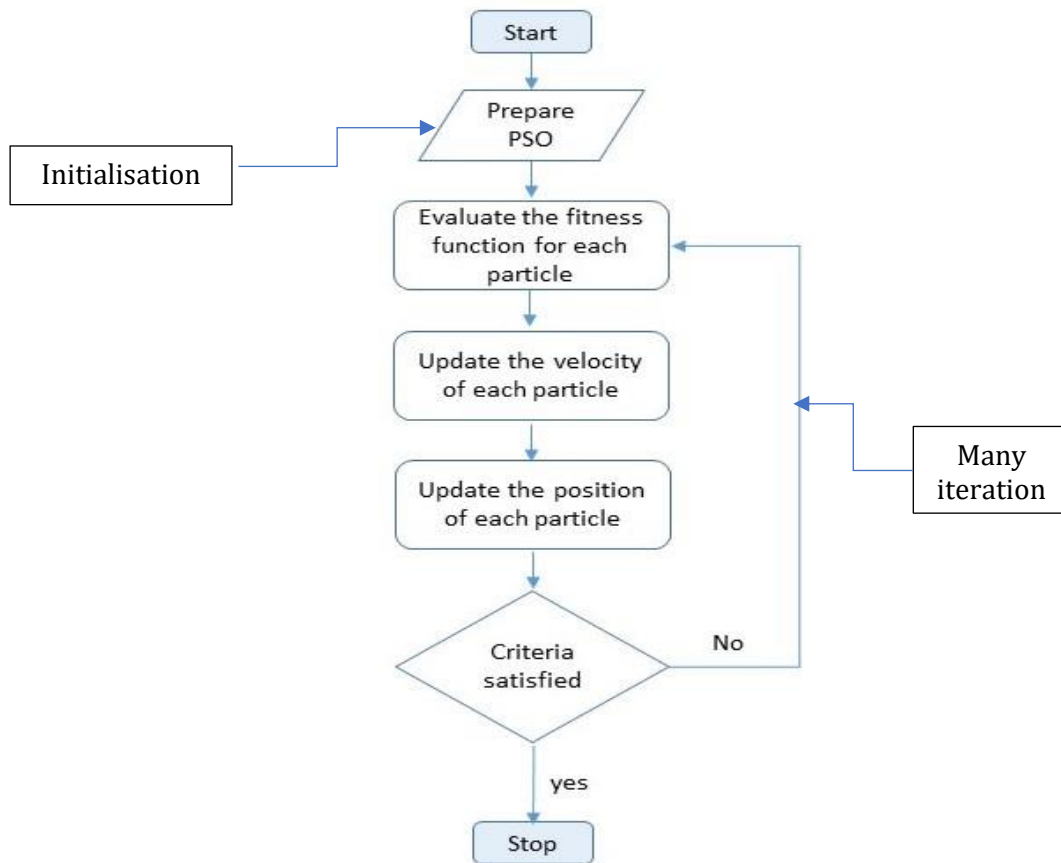 Start
Prepare
PSO
Initialisation
Evaluate the fitness
function for each
particle
Update the velocity
of each particle
Many
iteration
Update the position
of each particle
Criteria
satisfied
No
yes
Stop